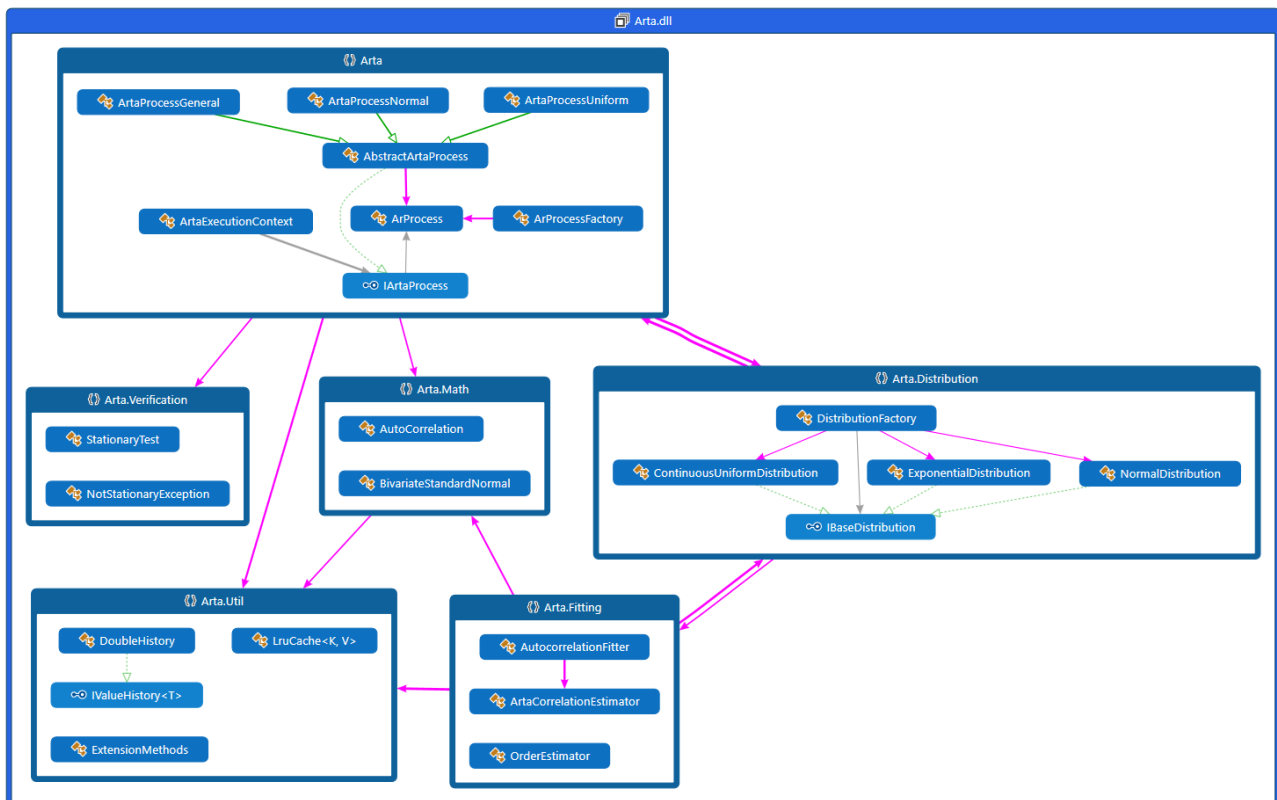 Arta.dll
Arta
ArtaProcessGeneral
ArtaProcessNormal
ArtaProcessUniform
AbstractArtaProcess
ArtaExecutionContext
ArProcess
ArProcessFactory
IArtaProcess
Arta.Verification
StationaryTest
NotStationaryException
Arta.Math
AutoCorrelation
BivariateStandardNormal
Arta.Distribution
DistributionFactory
ContinuousUniformDistribution
ExponentialDistribution
NormalDistribution
IBaseDistribution
Arta.Util
DoubleHistory
LruCache<K, V>
IValueHistory<T>
ExtensionMethods
Arta.Fitting
AutocorrelationFitter
ArtaCorrelationEstimator
OrderEstimator